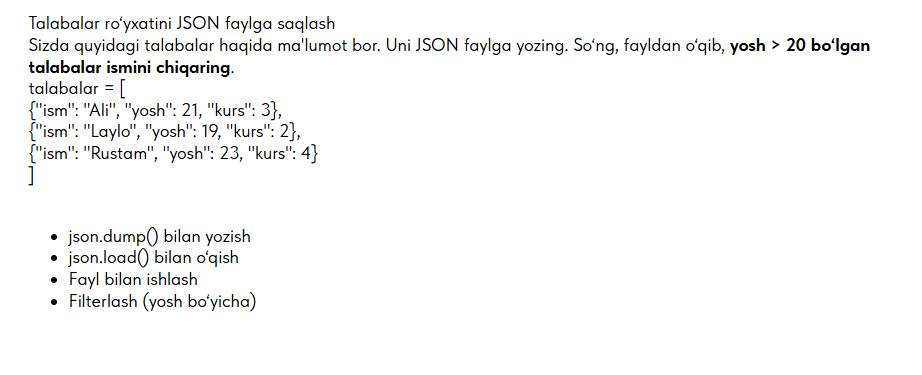 Talabalar ro‘yxatini JSON faylga saqlash
Sizda quyidagi talabalar haqida ma'lumot bor. Uni JSON faylga yozing. So‘ng, fayldan o‘qib, yosh > 20 bo‘lgan
talabalar ismini chiqaring.
talabalar = [
{"ism": "Ali", "yosh": 21, "kurs": 3},
{"ism": "Laylo", "yosh": 19, "kurs": 2},
{"ism": "Rustam", "yosh": 23, "kurs": 4}
]
• json.dump() bilan yozish
• json.load() bilan o‘qish
• Fayl bilan ishlash
• Filterlash (yosh bo‘yicha)